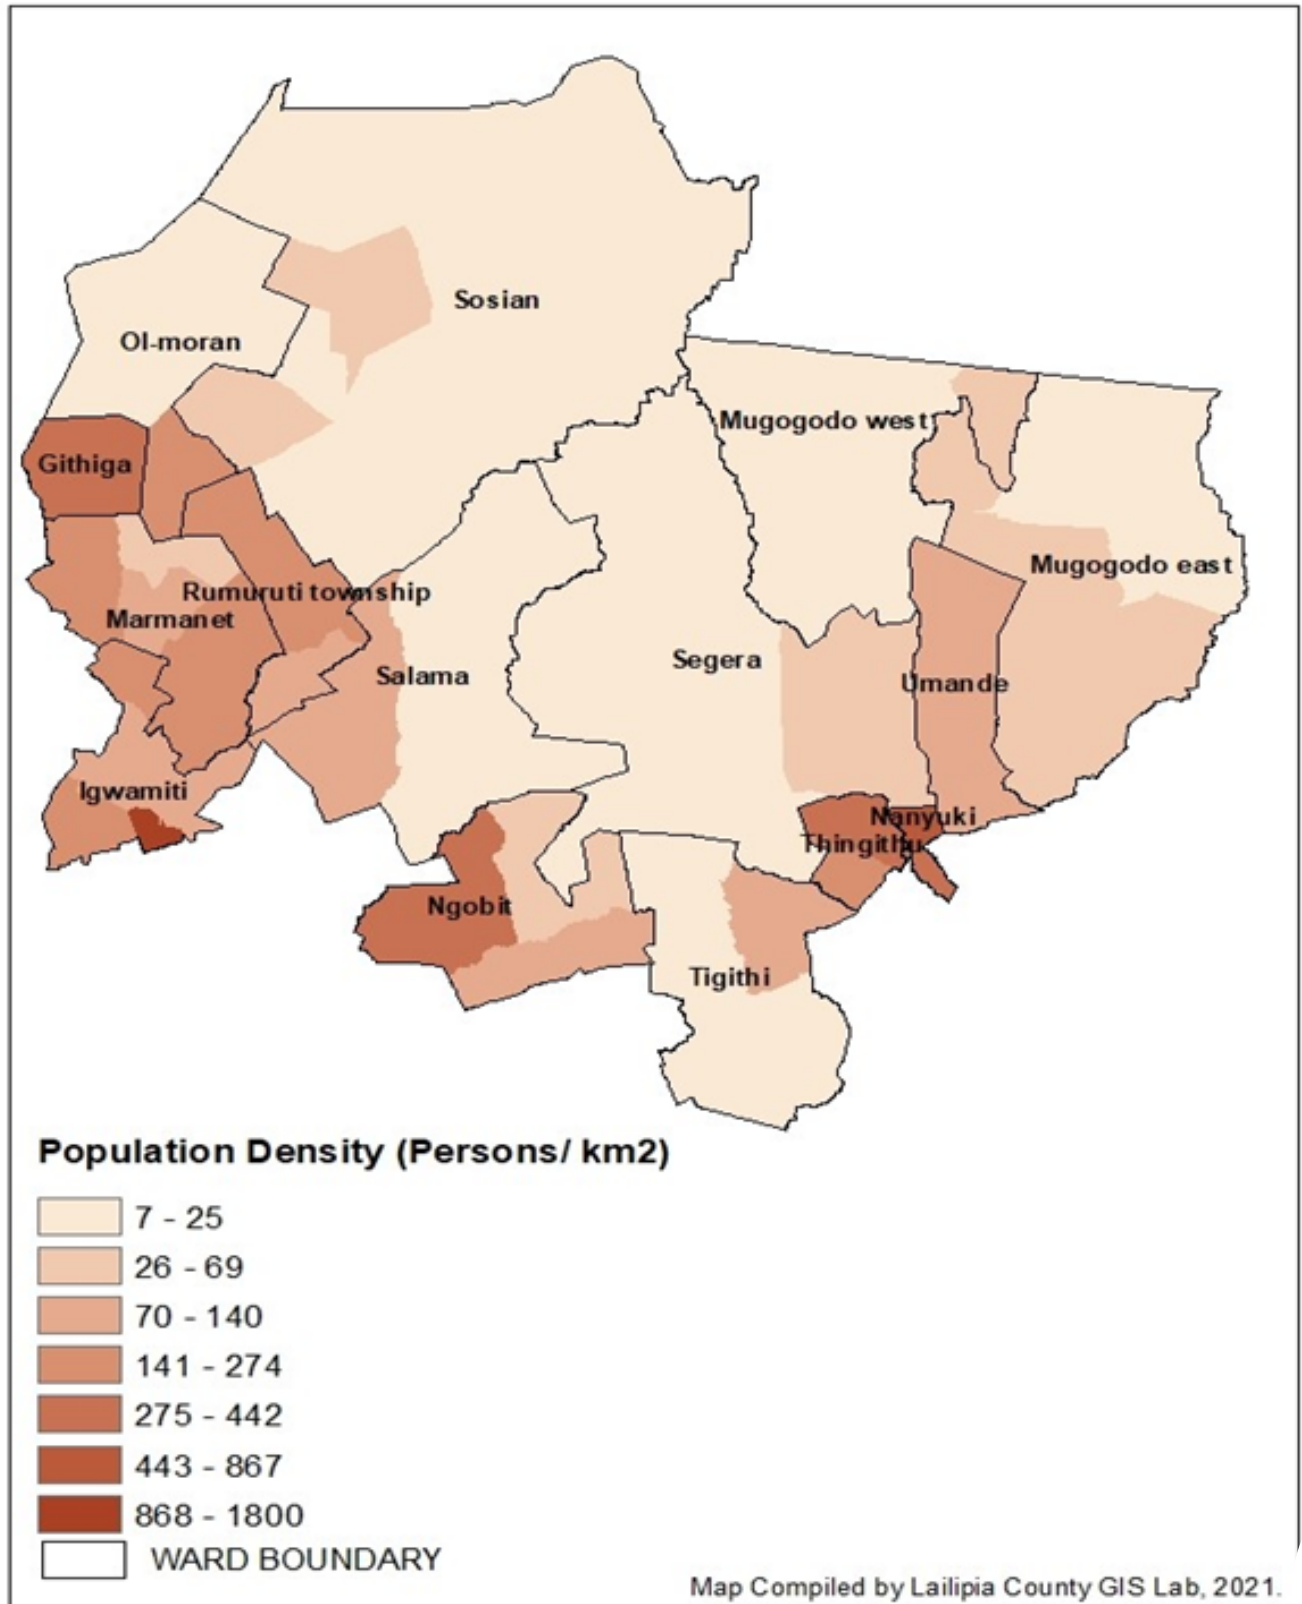 Sosian
Ol-moran
Mugogodo west
Githiga
Mugogodo east
Rumuruti township
Marmanet
Segera
Salama
Umande
Igwamiti
Nanyuki
Thingithu
Ngobit
Tigithi
Population Density (Persons/ km2)
7 - 25
26 - 69
70 - 140
141 - 274
275 - 442
443 - 867
868 - 1800
WARD BOUNDARY
Map Compiled by Lailipia County GIS Lab, 2021.